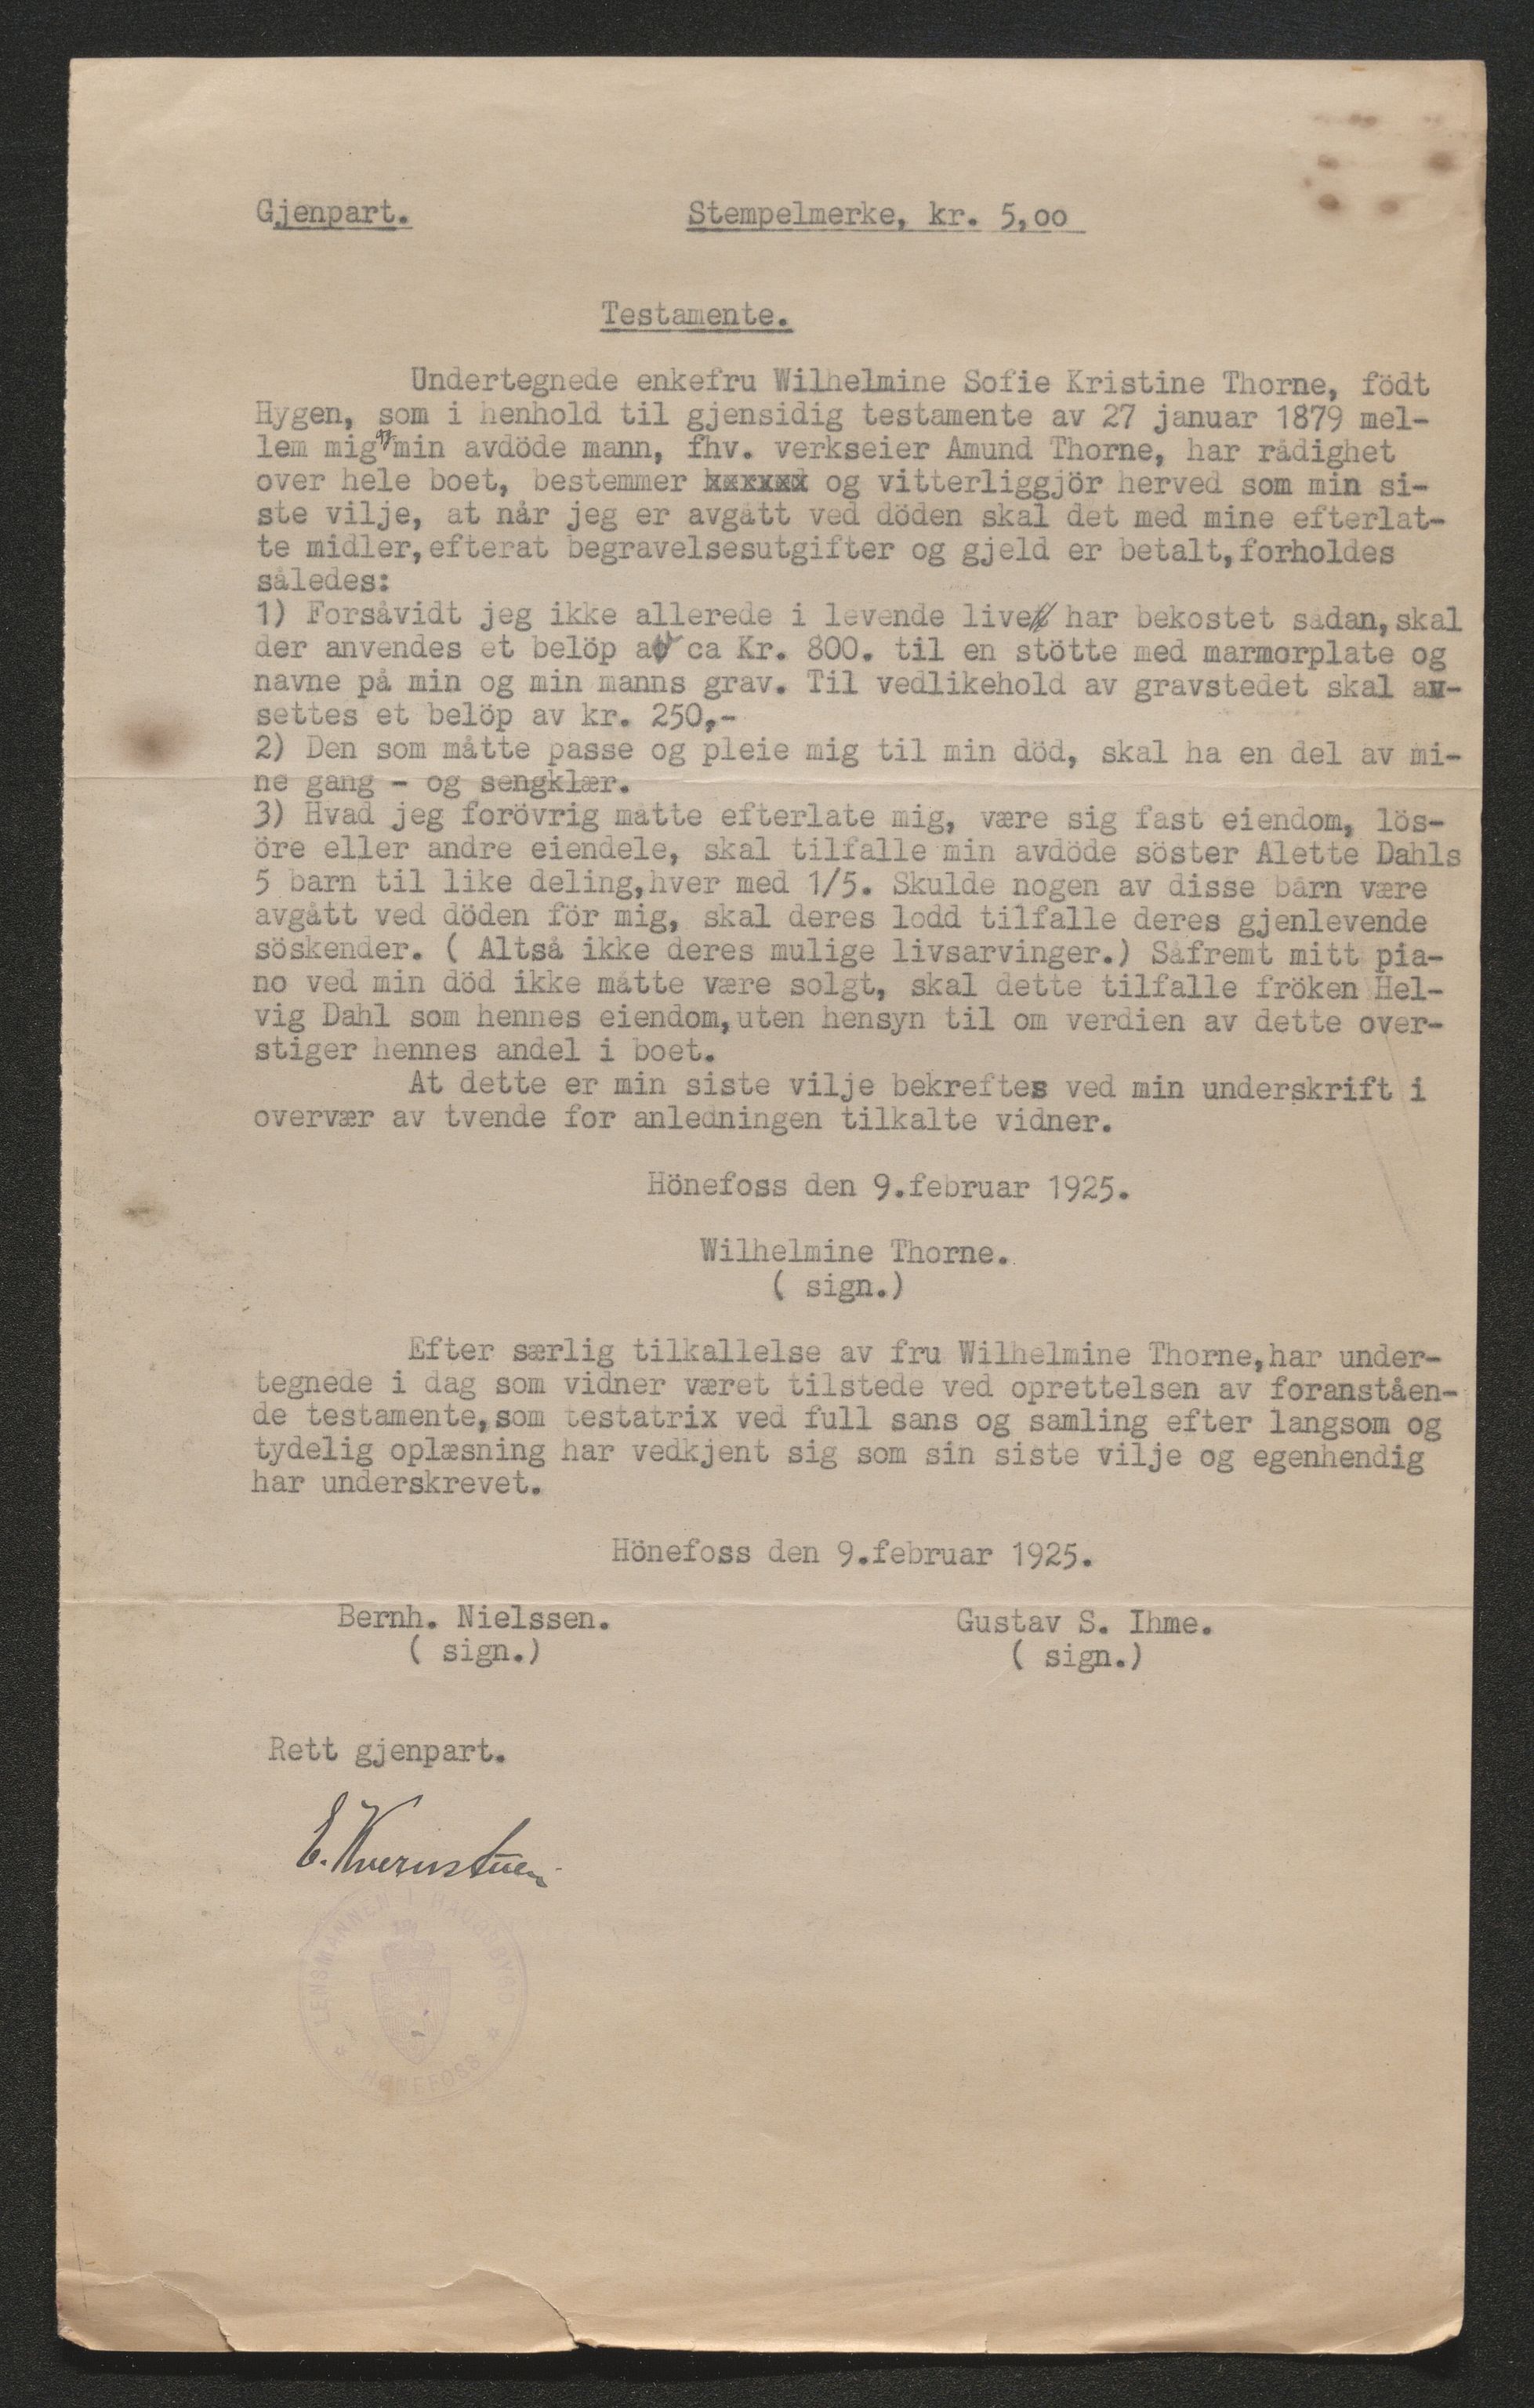 Gjenpart. Stempelmerke, kr. 5,oo
Testamente.
Undertegnede enkefru Wilhelmine Sofie Kristine Thorne, födt
Hygen, som i henhold til gjensidig testamente av 27 januar 1879 mel-
lem mig og min avdöde mann, fhv. verkseier Amund Thorne, har rådighet
over hele boet, bestemmer xxxxxx og vitterliggjör herved som min si-
ste vilje, at når jeg er avgått ved döden skal det med mine efterlat-
te midler,efterat begravelsesutgifter og gjeld er betalt,forholdes
således:
1) Forsåvidt jeg ikke allerede i levende live har bekostet sådan,skal
der anvendes et belöp av ca Kr. 800. til en stötte med marmorplate og
navne på min og min manns grav. Til vedlikehold av gravstedet skal av-
settes et belöp av kr. 250,-
2) Den som måtte passe og pleie mig til min död, skal ha en del av mi-
ne gang - og sengklær.
3) Hvad jeg forövrig måtte efterlate mig, være sig fast eiendom, lös-
öre eller andre eiendele, skal tilfalle min avdöde söster Alette Dahls
5 barn til like deling,hver med 1/5. Skulde nogen av disse barn være
avgått ved döden för mig, skal deres lodd tilfalle deres gjenlevende
söskender. ( Altså ikke deres mulige livsarvinger.) Såfremt mitt pia-
no ved min död ikke måtte være solgt, skal dette tilfalle fröken Hel-
vig Dahl som hennes eiendom,uten hensyn til om verdien av dette over-
stiger hennes andel i boet.
At dette er min siste vilje bekreftes ved min underskrift i
overvær av tvende for anledningen tilkalte vidner.
Hönefoss den 9.februar 1925.
Wilhelmine Thorne.
( sign.)
Efter særlig tilkallelse av fru Wilhelmine Thorne,har under-
tegnede i dag som vidner været tilstede ved oprettelsen av foranståen-
de testamente,som testatrix ved full sans og samling efter langsom og
tydelig oplæsning har vedkjent sig som sin siste vilje og egenhendig
har underskrevet.
Hönefoss den 9.februar 1925.
Bernh. Nielssen. Gustav S. Ihme.
( sign.) ( sign.)
Rett gjenpart.
E. Kvernstuen
LENSMANNEN I HAUGSBYGD
* HØNEFOSS *